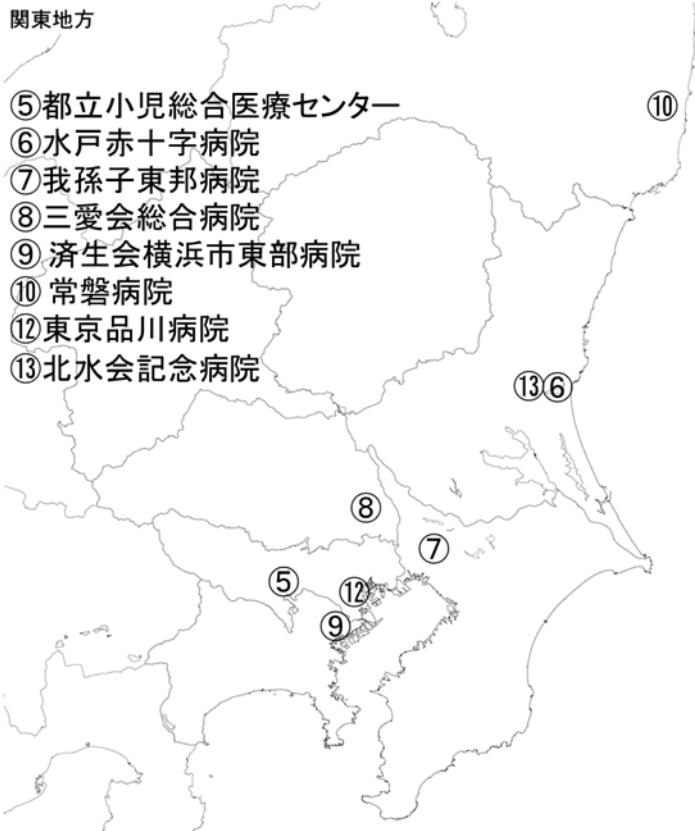 関東地方
⑤都立小児総合医療センター
⑥水戸赤十字病院
⑦我孫子東邦病院
⑧三愛会総合病院
⑨済生会横浜市東部病院
⑩常磐病院
⑫東京品川病院
⑬北水会記念病院
⑩
⑬⑥
⑧
⑦
⑤
⑫
⑨